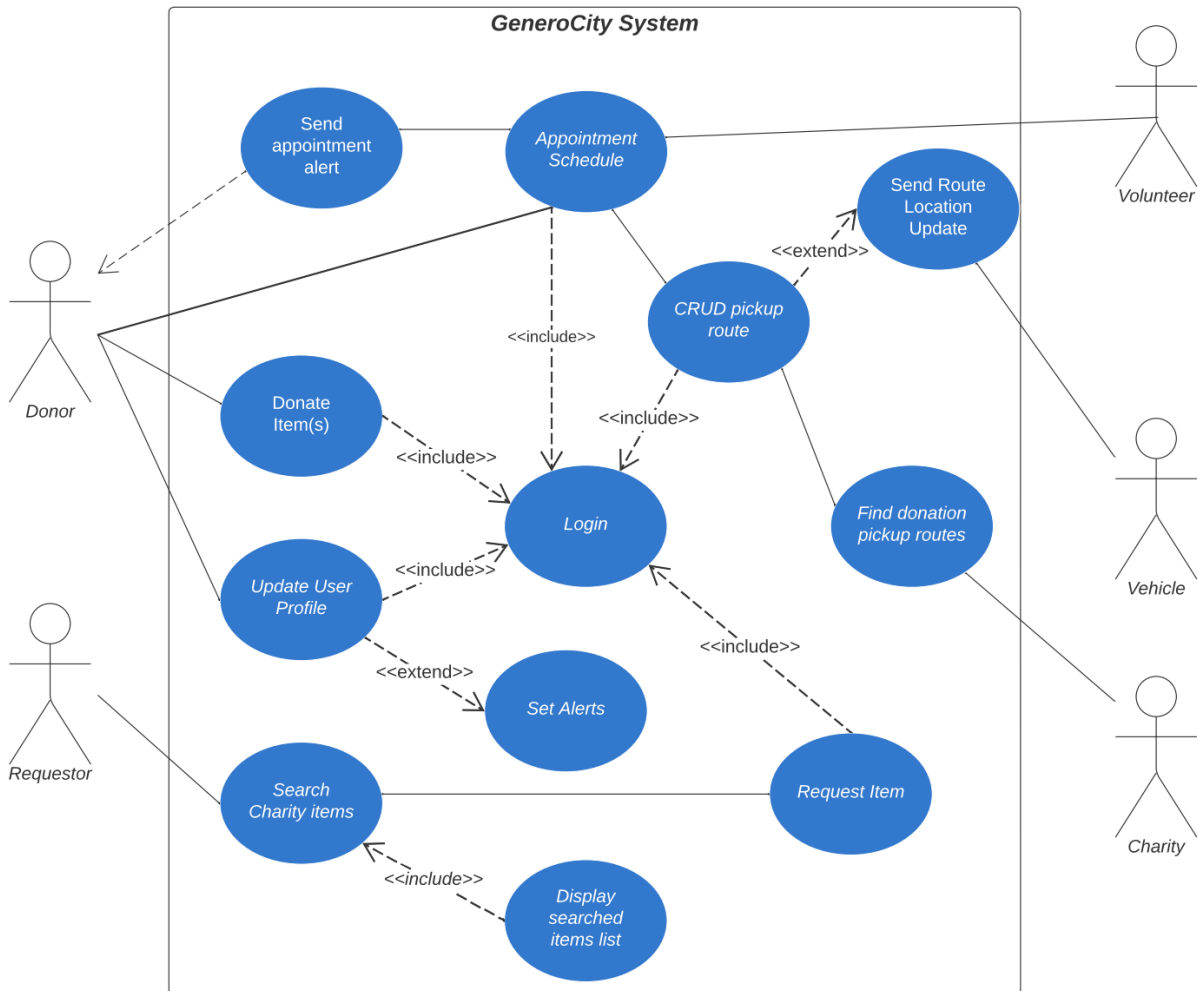 GeneroCity System
Send
appointment
alert
Appointment
Schedule
Volunteer
Send Route
Location
Update
<<extend>>
CRUD pickup
route
<<include>>
Donor
Donate
Item(s)
<<include>>
<<include>>
Login
Find donation
pickup routes
Vehicle
Update User
Profile
<<include>>
<<extend>>
<<include>>
Set Alerts
Requestor
Search
Charity items
Request Item
Charity
<<include>>
Display
searched
items list